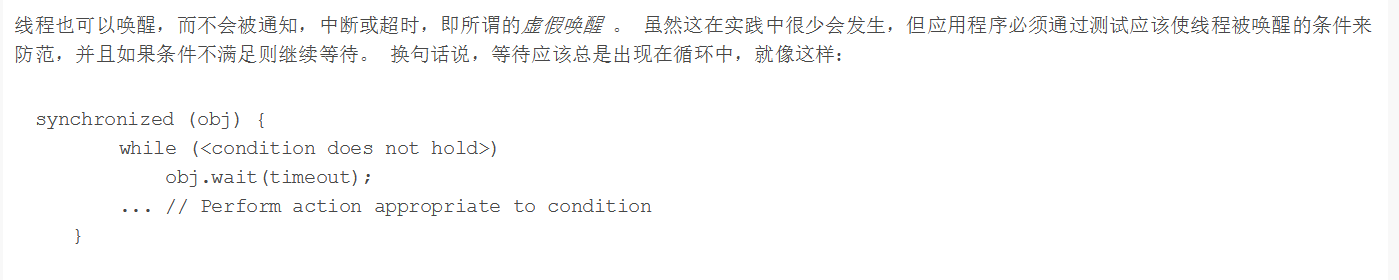 线程也可以唤醒，而不会被通知，中断或超时，即所谓的虚假唤醒 。 虽然这在实践中很少会发生，但应用程序必须通过测试应该使线程被唤醒的条件来
防范，并且如果条件不满足则继续等待。 换句话说，等待应该总是出现在循环中，就像这样：
synchronized (obj) {
while (<condition does not hold>)
obj.wait(timeout);
... // Perform action appropriate to condition
}